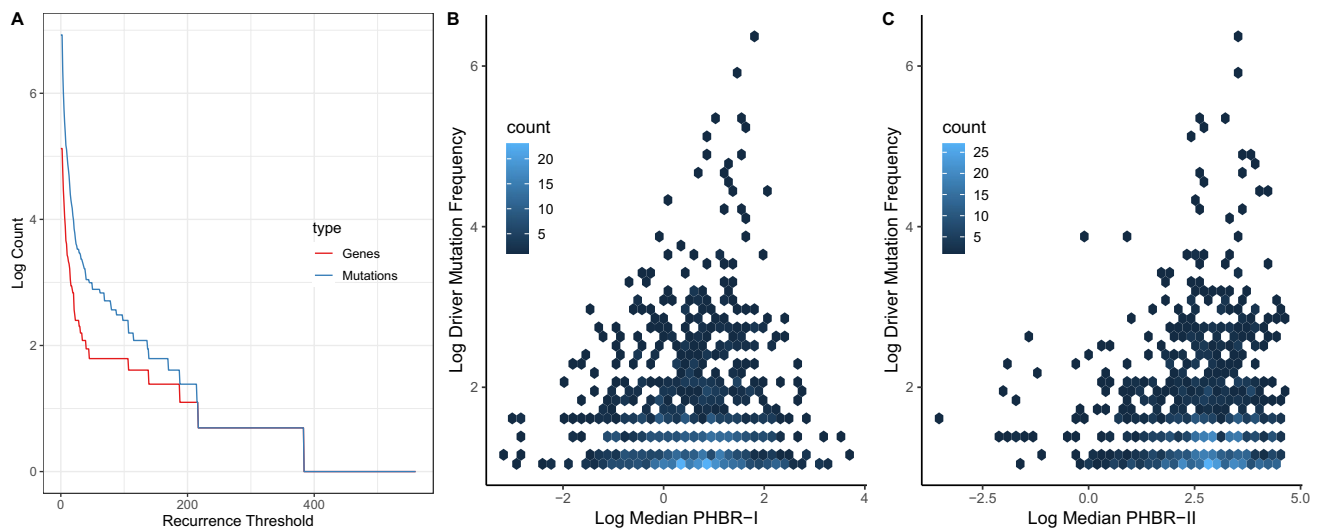 A
B
C
Log Count
6
4
2
0
type
Genes
Mutations
0
200
400
Recurrence Threshold
Log Driver Mutation Frequency
6
4
2
count
20
15
10
5
−2
0
2
4
Log Median PHBR−I
Log Driver Mutation Frequency
6
4
2
count
25
20
15
10
5
−2.5
0.0
2.5
5.0
Log Median PHBR−II